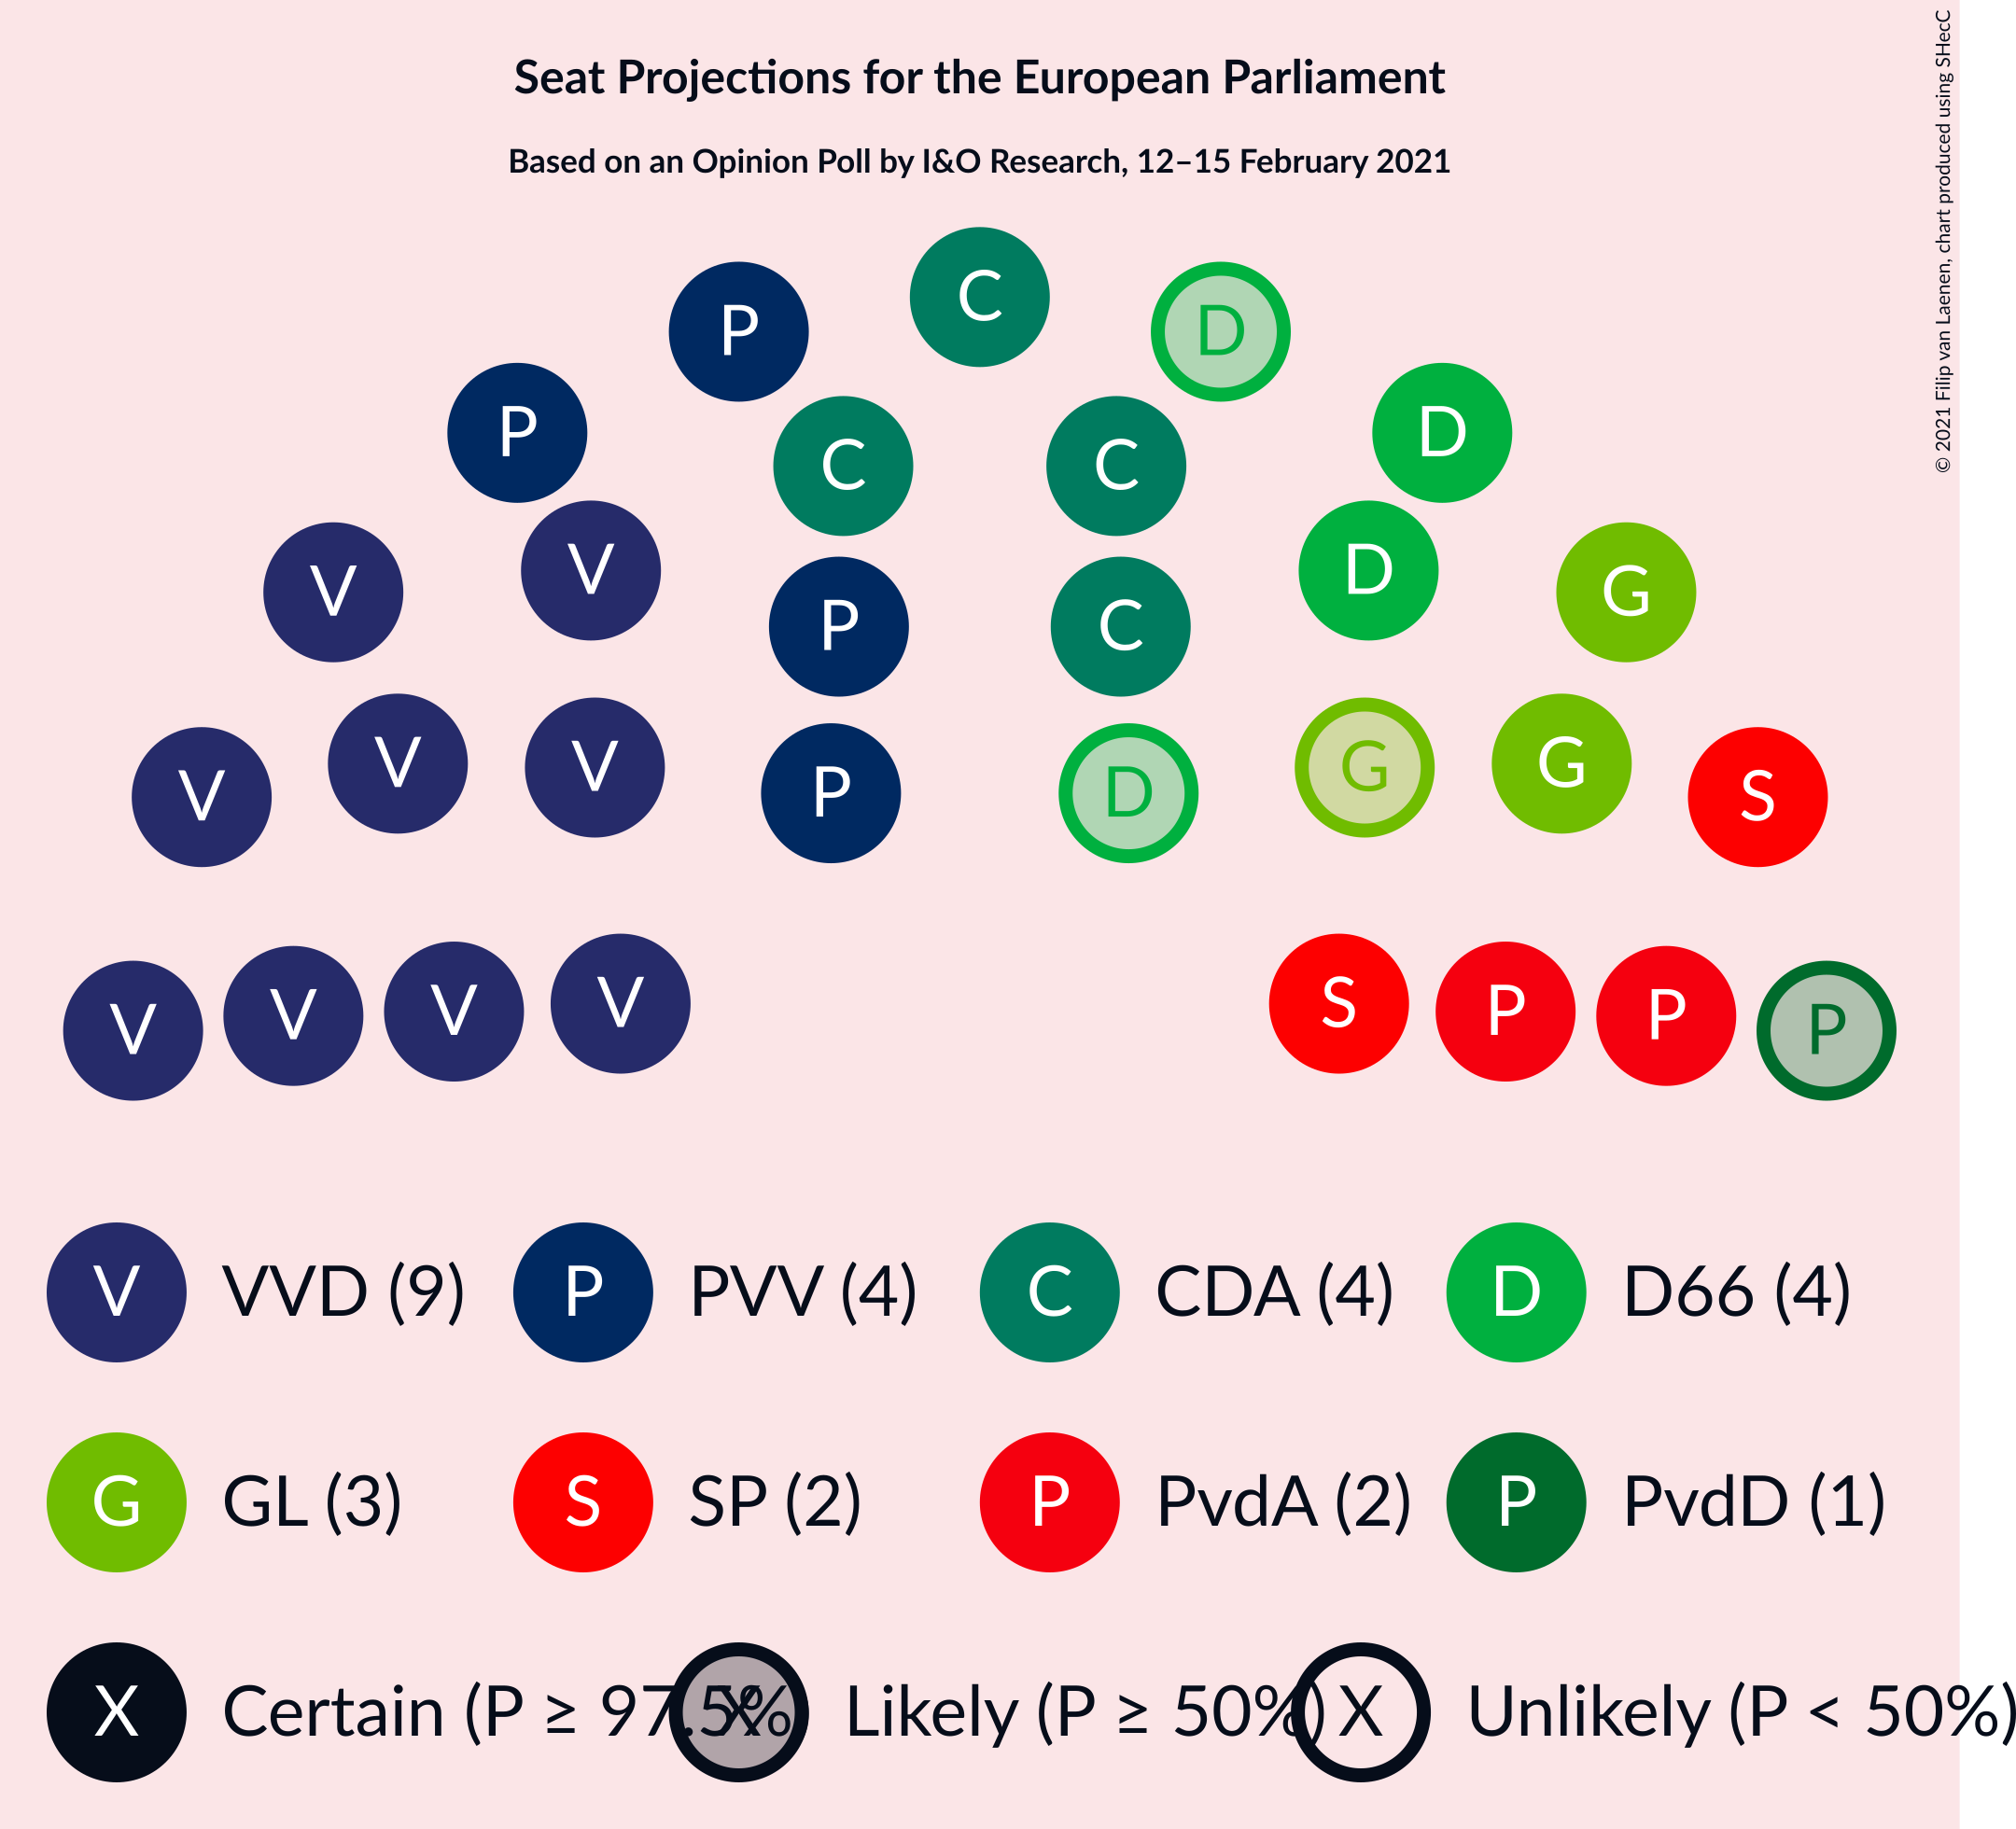 Seat Projections for the European Parliament
Based on an Opinion Poll by I&O Research, 12–15 February 2021
© 2021 Filip van Laenen, chart produced using SHecC
C
P D
P D
C C
V V D G
P C
V V V P D G G S
V V V V S P P P
V VVD (9) P PVV (4) C CDA (4) D D66 (4)
G GL (3) S SP (2) P PvdA (2) P PvdD (1)
X Certain (P ≥ 97.5% X Likely (P ≥ 50%) X Unlikely (P < 50%)